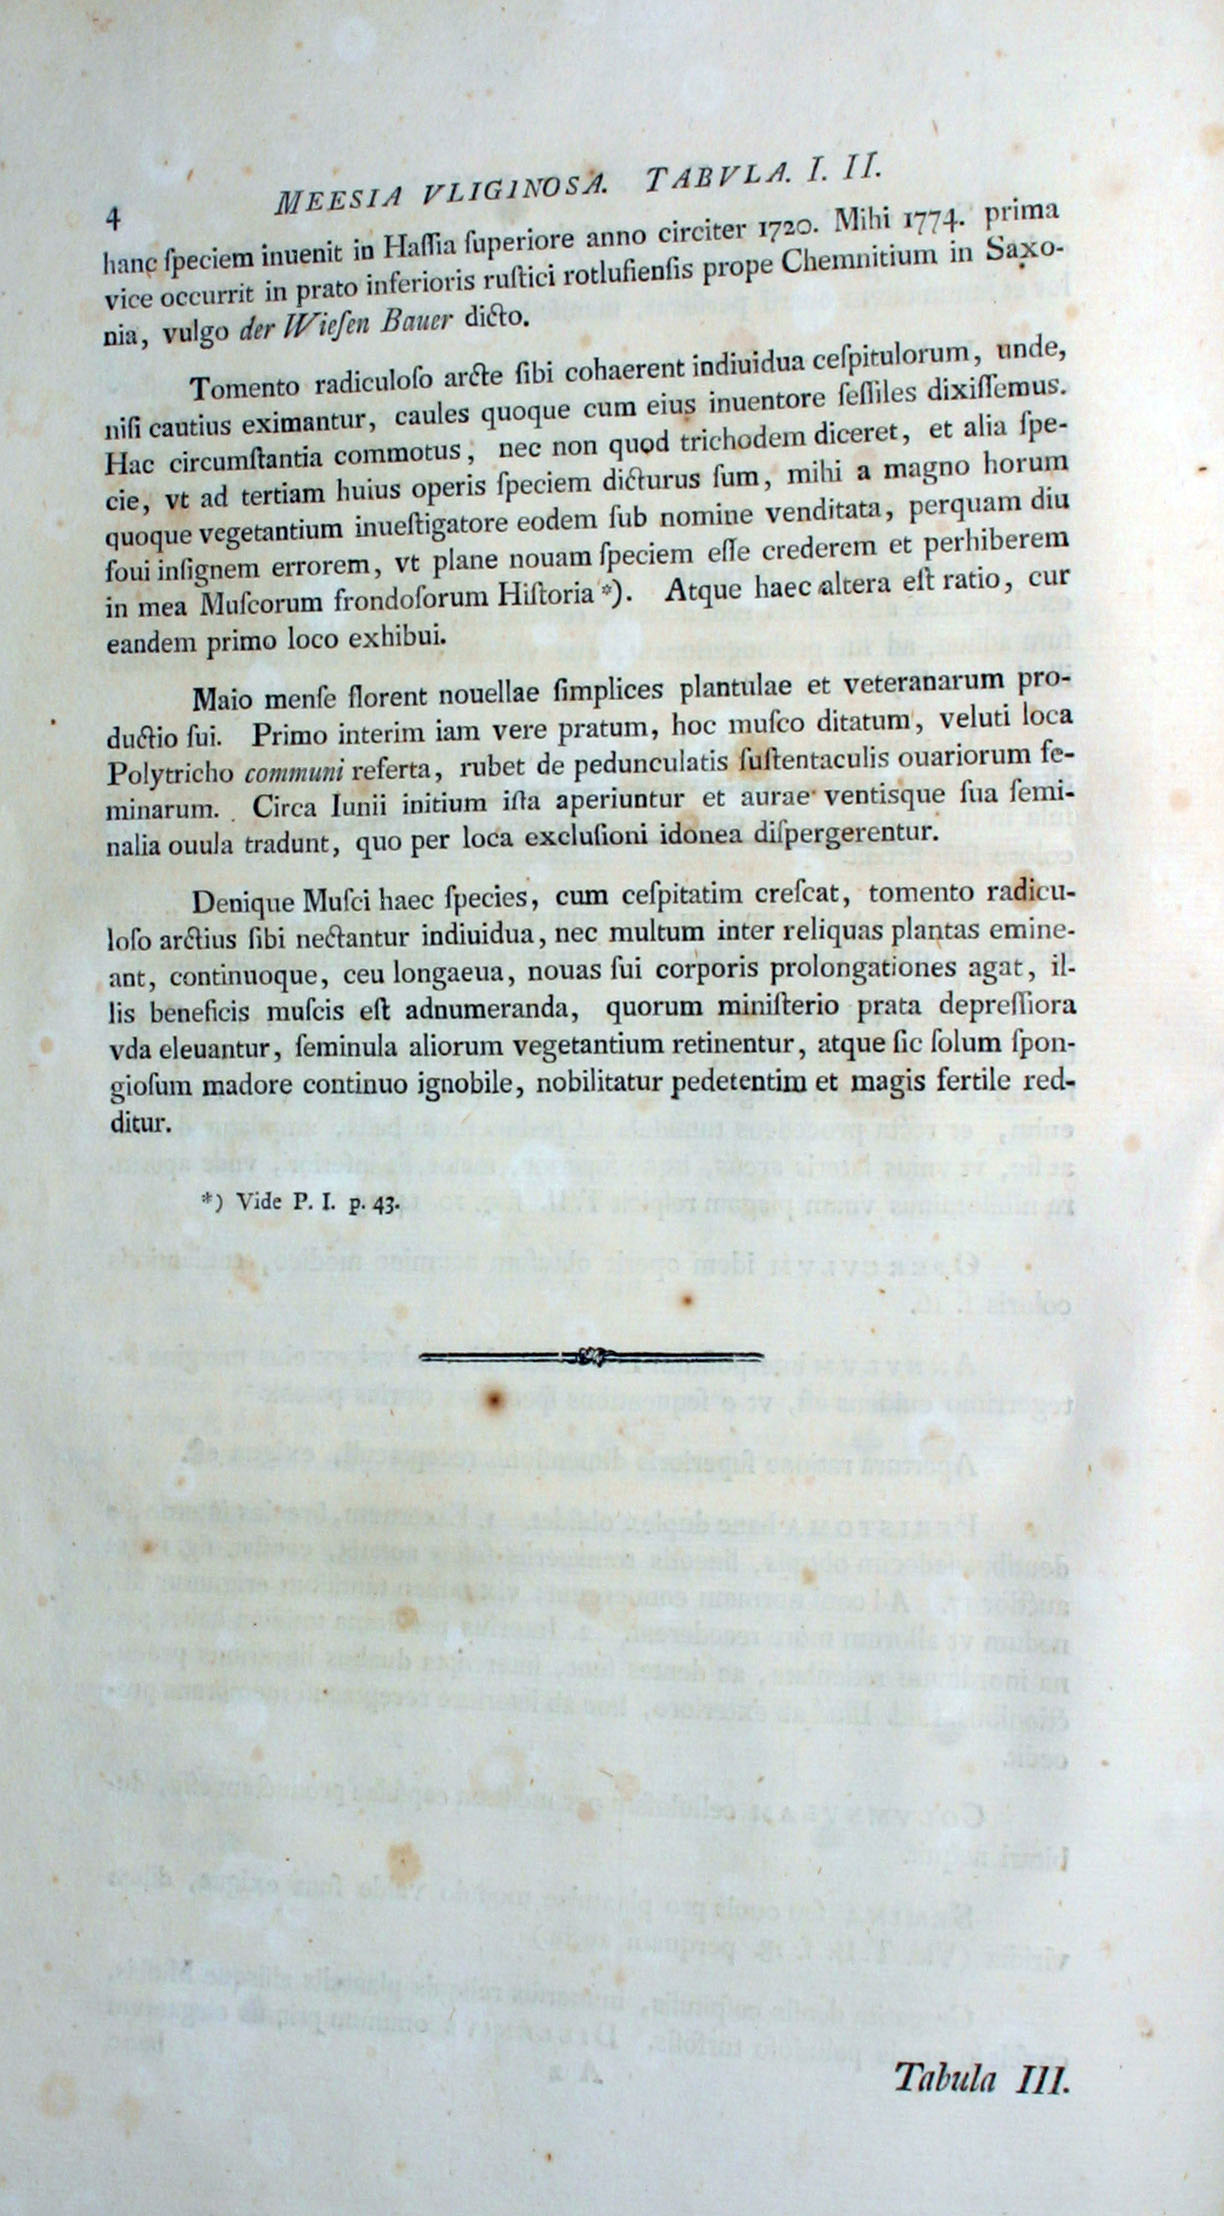 4 MEESIA VLIGINOSA. TABVLA. I. II.
hanc ſpeciem inuenit in Haſſia ſuperiore anno circiter 1720. Mihi 1774. prima
vice occurrit in prato inferioris ruſtici rotluſienſis prope Chemnitium in Saxo-
nia, vulgo der Wieſen Bauer dicto.
Tomento radiculoſo arcte ſibi cohaerent indiuidua ceſpitulorum, unde,
niſi cautius eximantur, caules quoque cum eius inuentore ſeſſiles dixiſſemus.
Hac circumſtantia commotus, nec non quod trichodem diceret, et alia ſpe-
cie, vt ad tertiam huius operis ſpeciem dicturus ſum, mihi a magno horum
quoque vegetantium inueſtigatore eodem ſub nomine venditata, perquam diu
foui inſignem errorem, vt plane nouam ſpeciem eſſe crederem et perhiberem
in mea Muſcorum frondoſorum Hiſtoria *). Atque haec altera eſt ratio, cur
eandem primo loco exhibui.
Maio menſe florent nouellae ſimplices plantulae et veteranarum pro-
ductio ſui. Primo interim iam vere pratum, hoc muſco ditatum, veluti loca
Polytricho communi referta, rubet de pedunculatis ſuſtentaculis ouariorum fe-
minarum. Circa Iunii initium iſta aperiuntur et aurae ventisque ſua ſemi-
nalia ouula tradunt, quo per loca excluſioni idonea diſpergerentur.
Denique Muſci haec ſpecies, cum ceſpitatim creſcat, tomento radicu-
loſo arctius ſibi nectantur indiuidua, nec multum inter reliquas plantas emine-
ant, continuoque, ceu longaeua, nouas ſui corporis prolongationes agat, il-
lis beneficis muſcis eſt adnumeranda, quorum miniſterio prata depreſſiora
vda eleuantur, ſeminula aliorum vegetantium retinentur, atque ſic ſolum ſpon-
gioſum madore continuo ignobile, nobilitatur pedetentim et magis fertile red-
ditur.
*) Vide P. I. p. 43.
Tabula III.